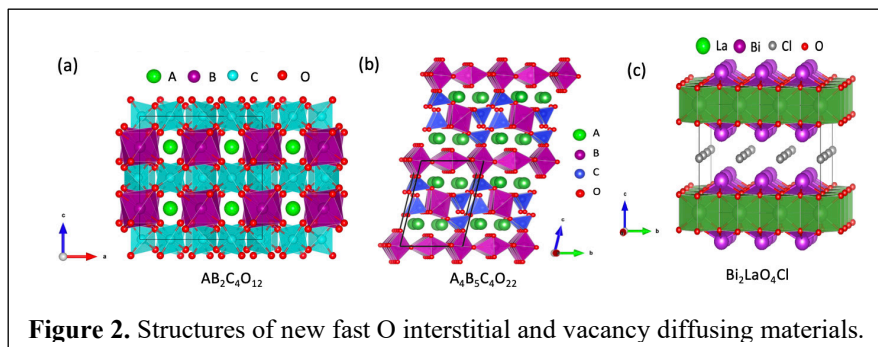 (a)
A B C O
c
a
AB₂C₄O₁₂
(b)
A
B
C
O
c
b
A₄B₅C₄O₂₂
La Bi Cl O
(c)
c
b
Bi₂LaO₄Cl
Figure 2. Structures of new fast O interstitial and vacancy diffusing materials.